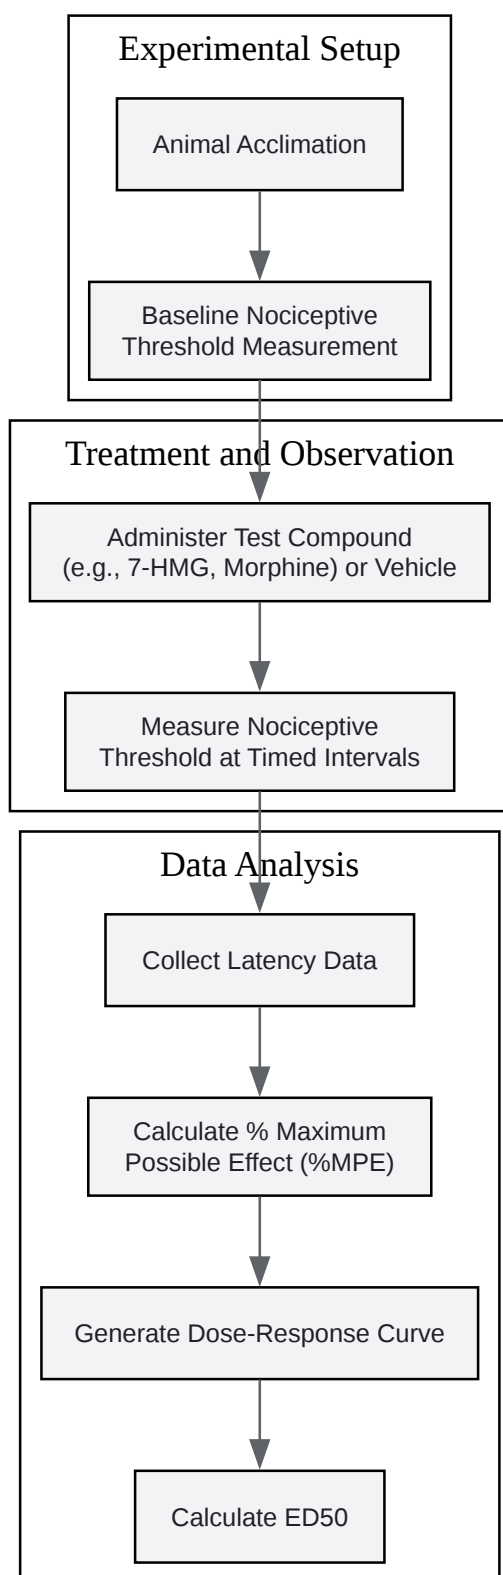 Experimental Setup
Animal Acclimation
Baseline Nociceptive
Threshold Measurement
Treatment and Observation
Administer Test Compound
(e.g., 7-HMG, Morphine) or Vehicle
Measure Nociceptive
Threshold at Timed Intervals
Data Analysis
Collect Latency Data
Calculate % Maximum
Possible Effect (%MPE)
Generate Dose-Response Curve
Calculate ED50